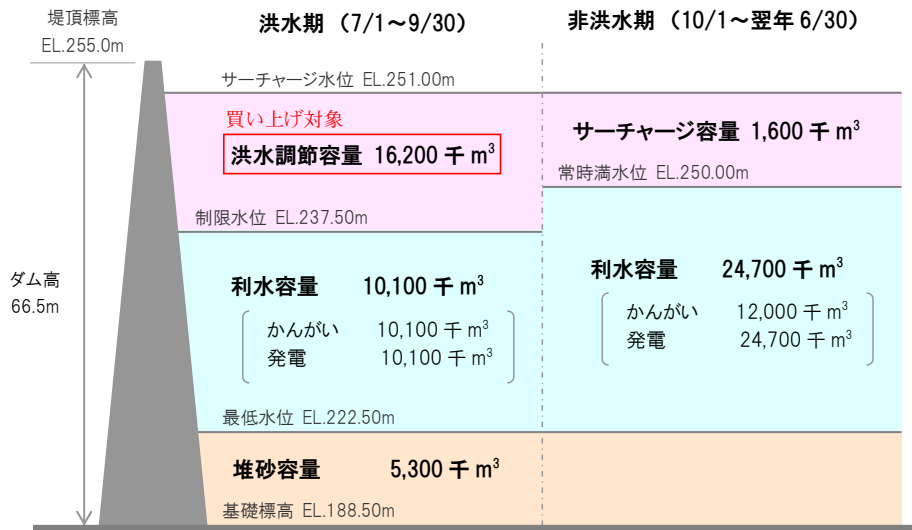 堤頂標高
EL.255.0m
洪水期（7/1～9/30）
非洪水期（10/1～翌年6/30）
サーチャージ水位 EL.251.00m
買い上げ対象
洪水調節容量 16,200 千 m³
サーチャージ容量 1,600 千 m³
常時満水位 EL.250.00m
制限水位 EL.237.50m
ダム高
66.5m
利水容量 10,100 千 m³
かんがい 10,100 千 m³
発電 10,100 千 m³
利水容量 24,700 千 m³
かんがい 12,000 千 m³
発電 24,700 千 m³
最低水位 EL.222.50m
堆砂容量 5,300 千 m³
基礎標高 EL.188.50m